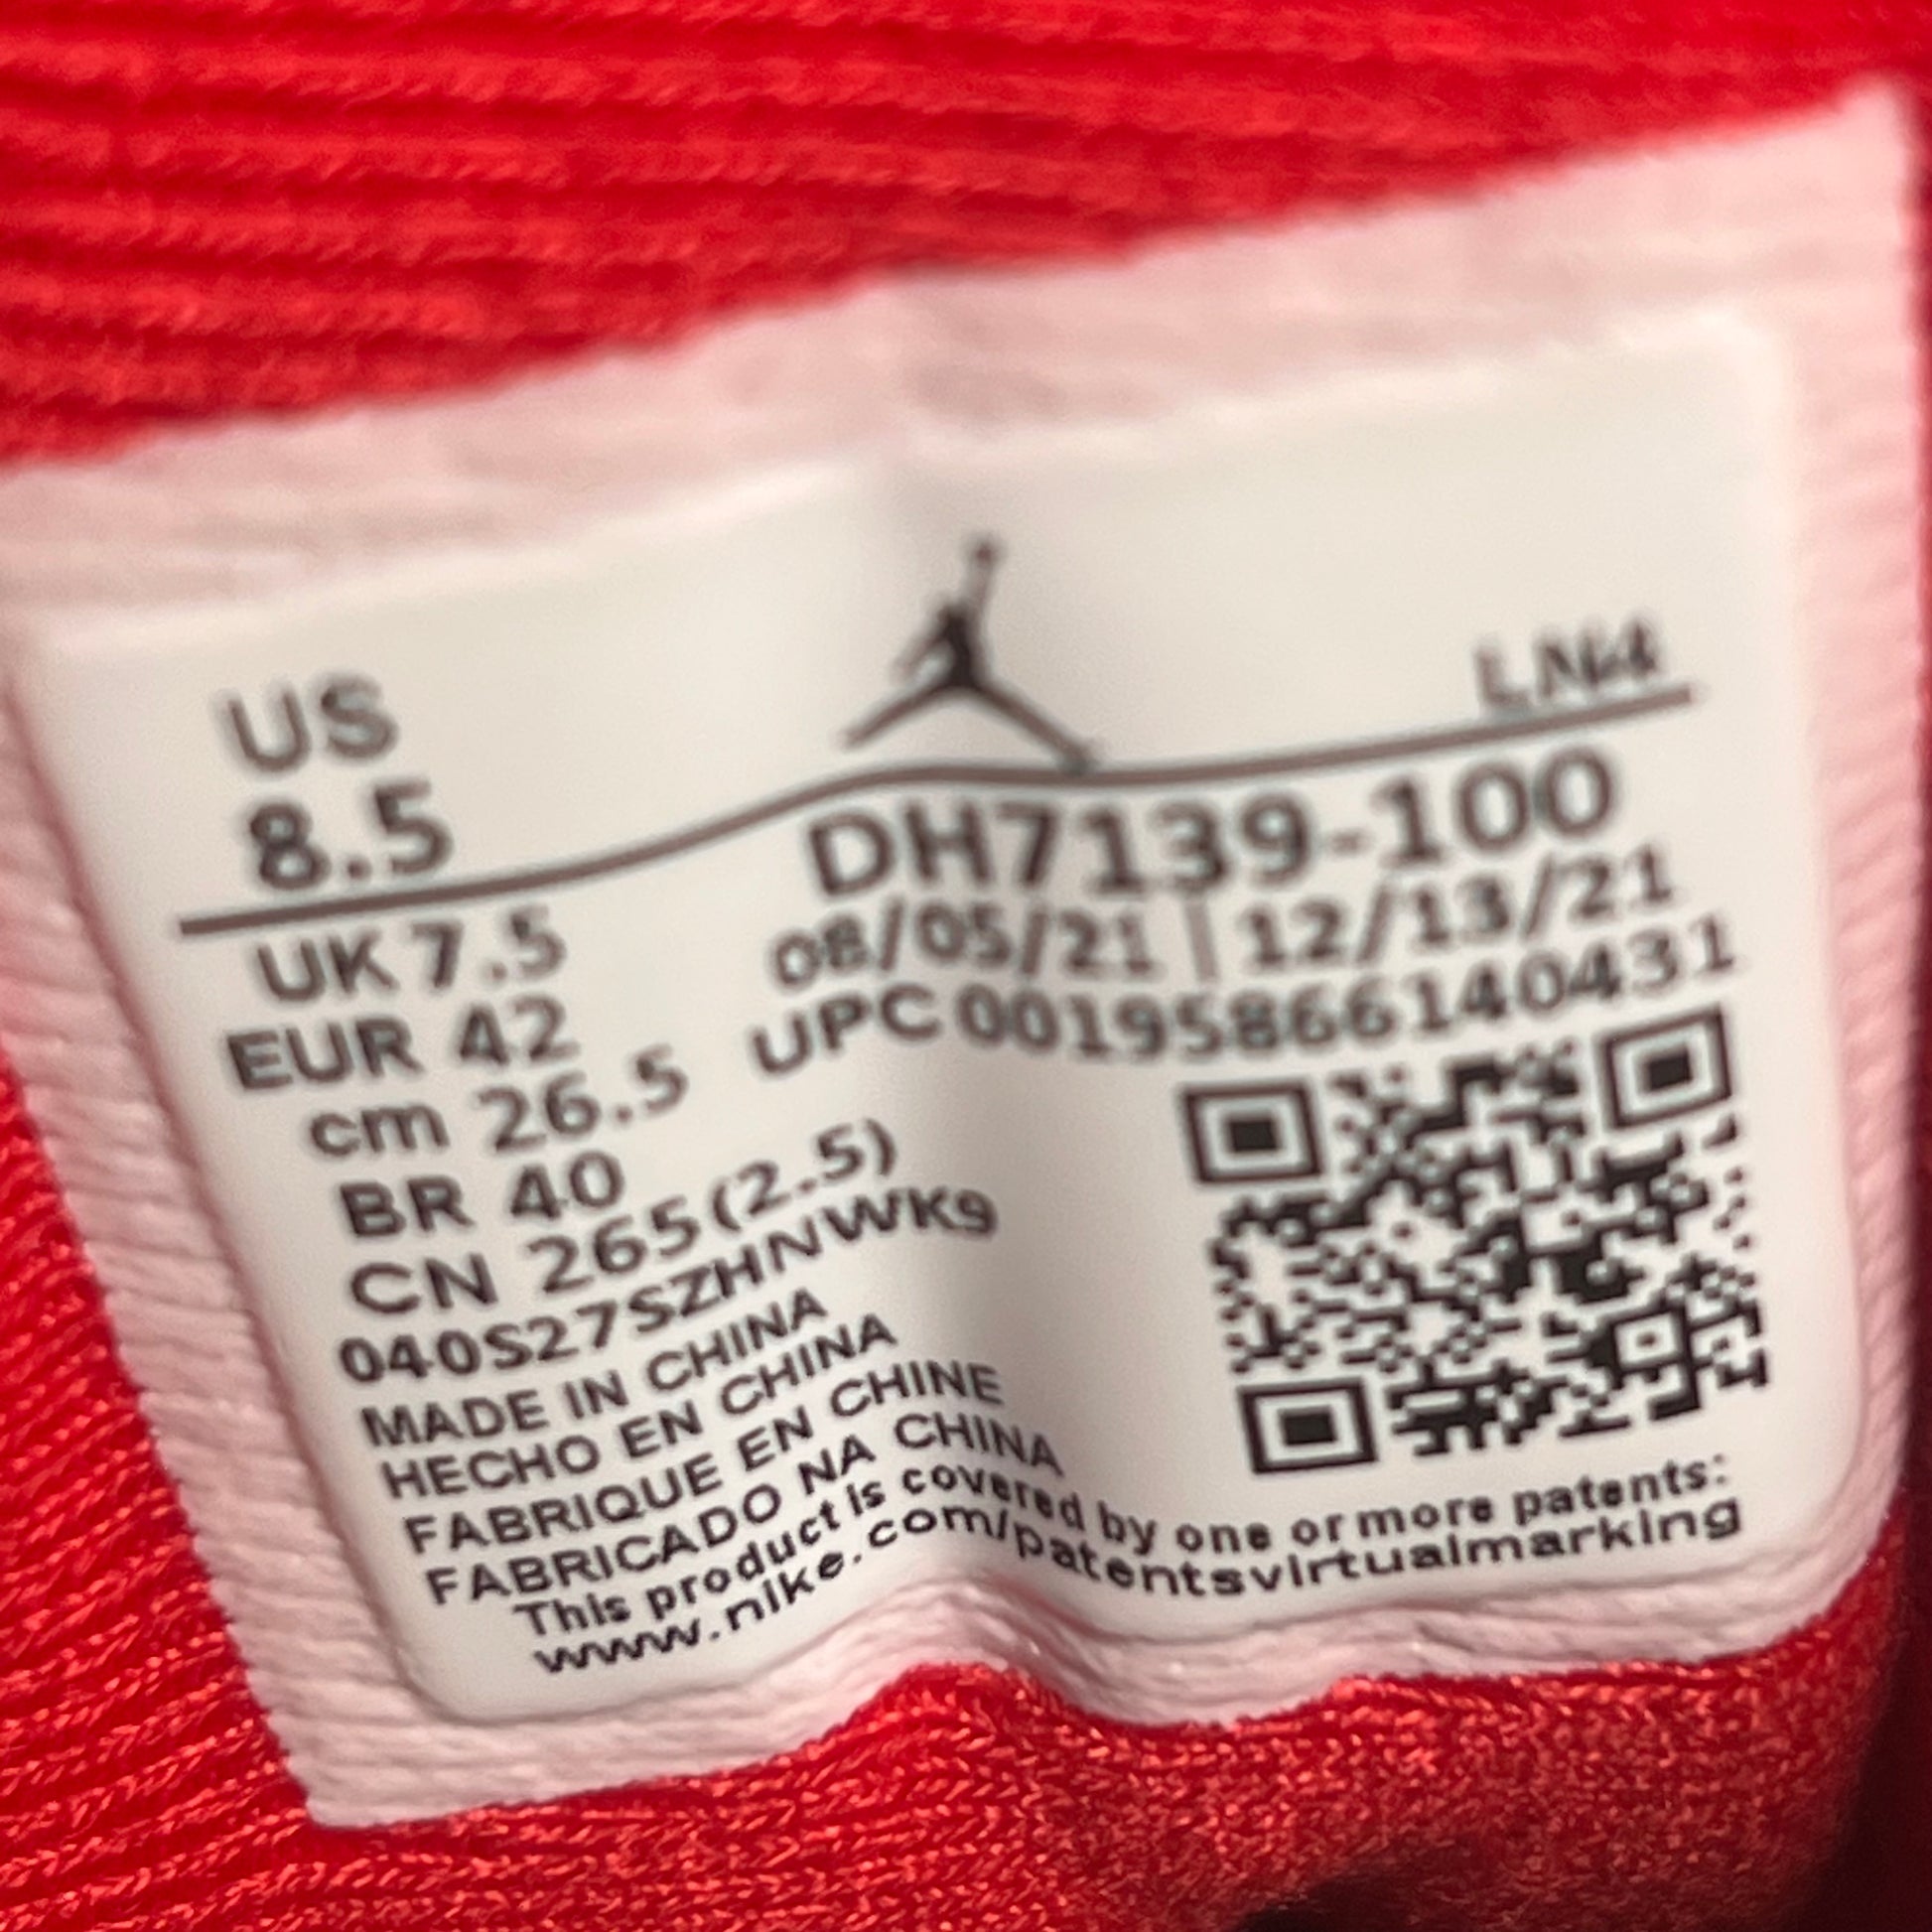 US
8.5
LN4
UK 7.5
EUR 42
cm 26.5
BR 40
CN 265(2.5)
040S27SZHNWK9
DH7139-100
08/05/21 | 12/13/21
UPC 00195866140431
MADE IN CHINA
HECHO EN CHINA
FABRIQUE EN CHINE
FABRICADO NA CHINA
This product is covered by one or more patents:
www.nike.com/patentsvirtualmarking